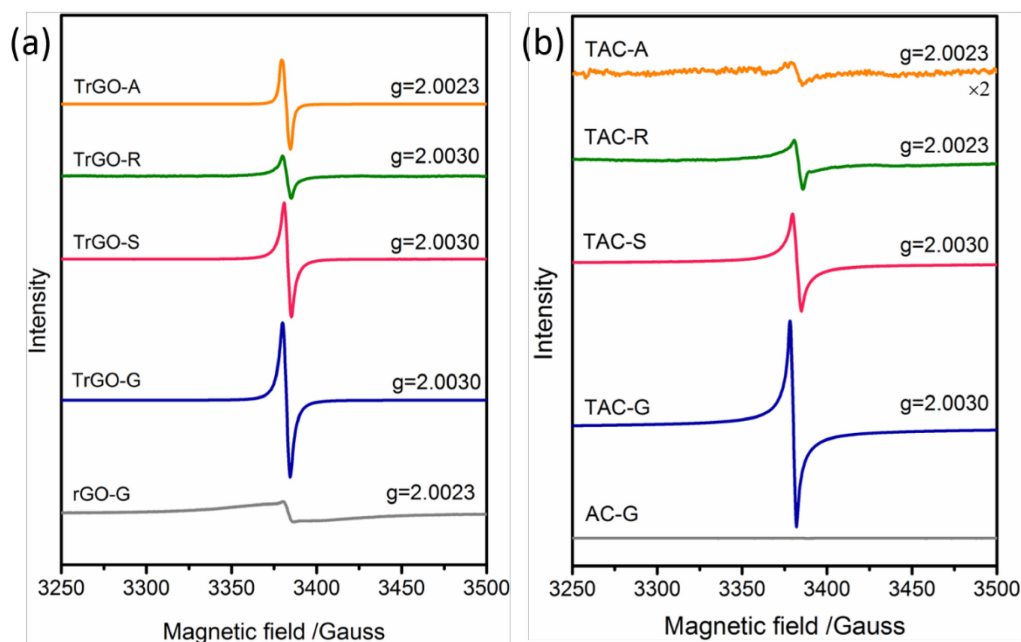 (a)
TrGO-A
g=2.0023
TrGO-R
g=2.0030
TrGO-S
g=2.0030
TrGO-G
g=2.0030
rGO-G
g=2.0023
Intensity
3250 3300 3350 3400 3450 3500
Magnetic field /Gauss
(b)
TAC-A
g=2.0023
×2
TAC-R
g=2.0023
TAC-S
g=2.0030
TAC-G
g=2.0030
AC-G
Intensity
3250 3300 3350 3400 3450 3500
Magnetic field /Gauss